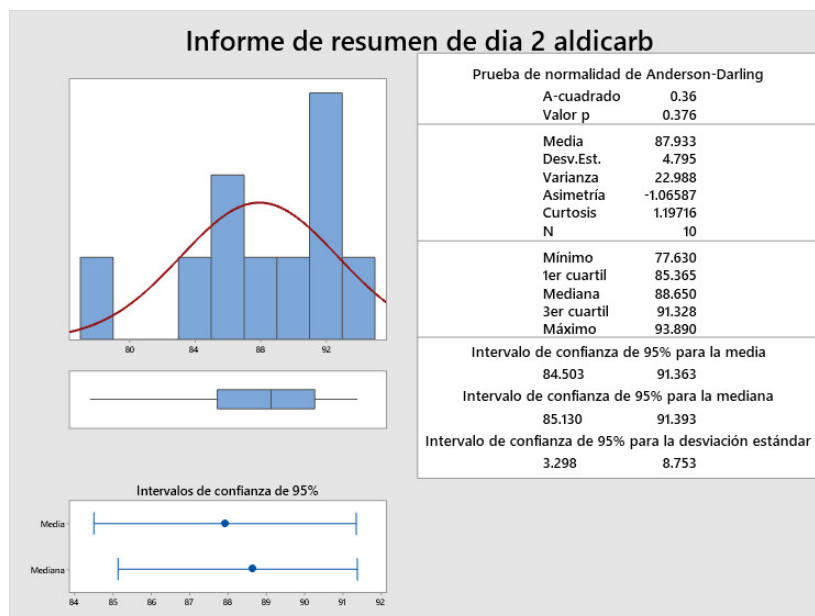 Informe de resumen de dia 2 aldicarb
80 84 88 92
Intervalos de confianza de 95%
Media
Mediana
84 85 86 87 88 89 90 91 92
Prueba de normalidad de Anderson-Darling
A-cuadrado 0.36
Valor p 0.376
Media 87.933
Desv.Est. 4.795
Varianza 22.988
Asimetría -1.06587
Curtosis 1.19716
N 10
Mínimo 77.630
1er cuartil 85.365
Mediana 88.650
3er cuartil 91.328
Máximo 93.890
Intervalo de confianza de 95% para la media
84.503 91.363
Intervalo de confianza de 95% para la mediana
85.130 91.393
Intervalo de confianza de 95% para la desviación estándar
3.298 8.753